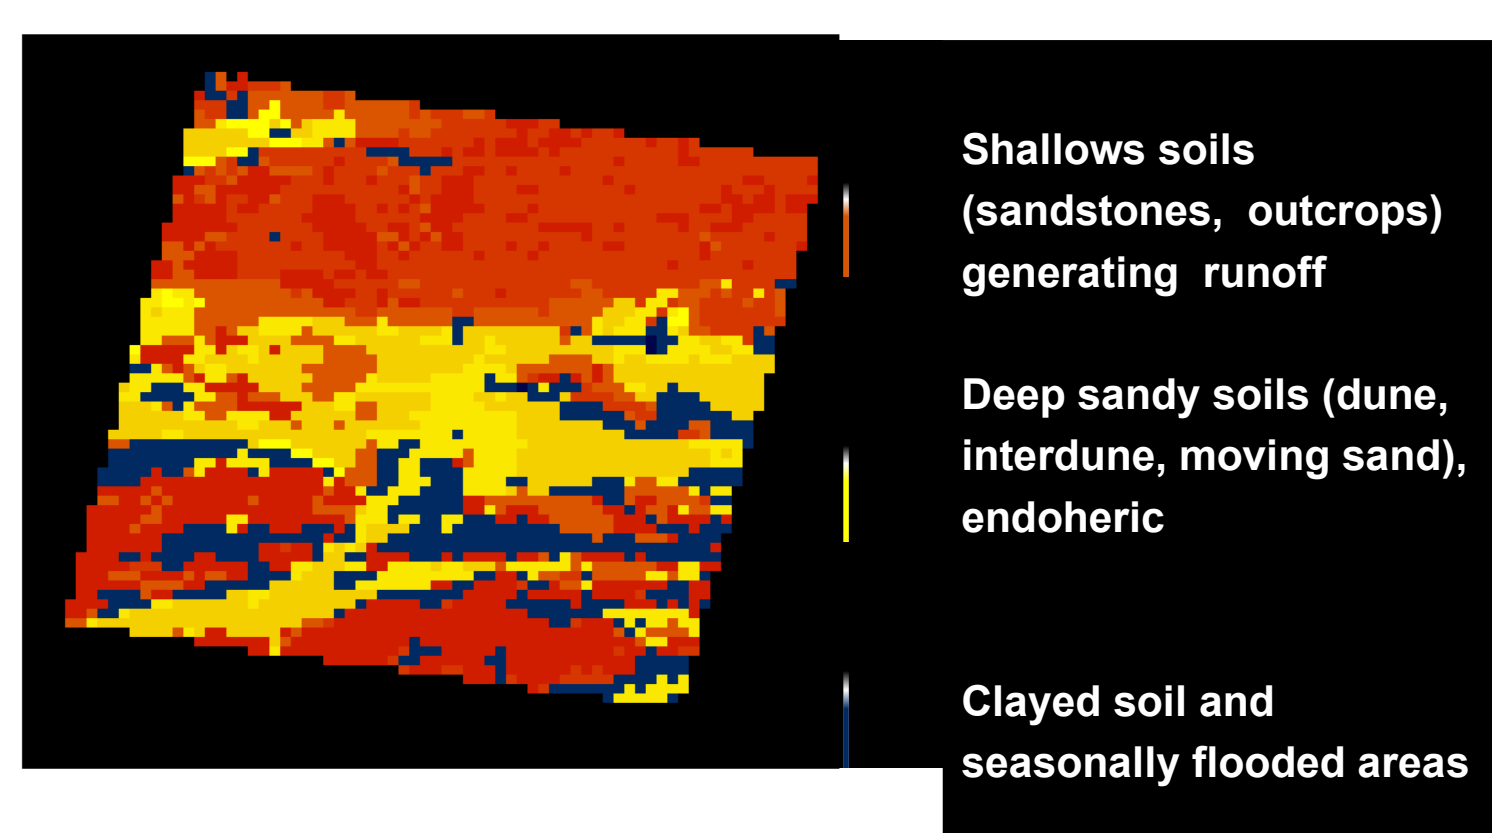 Shallows soils
(sandstones, outcrops)
generating runoff
Deep sandy soils (dune,
interdune, moving sand),
endoheric
Clayed soil and
seasonally flooded areas